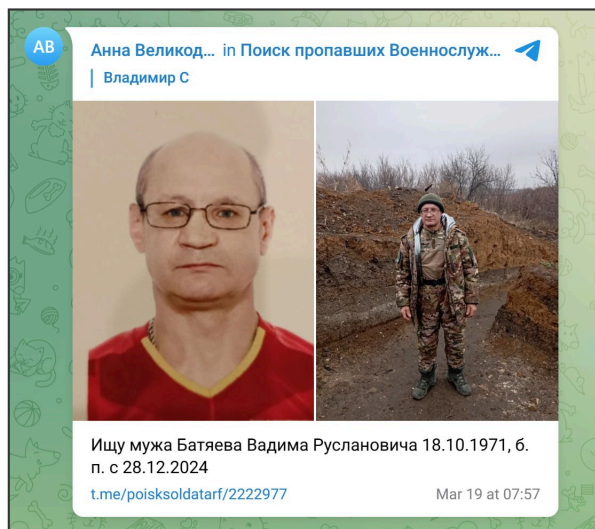 АВ
Анна Великод... in Поиск пропавших Военнослуж...
Владимир С
Ищу мужа Батяева Вадима Руслановича 18.10.1971, б.
п. с 28.12.2024
t.me/poisksoldatarf/2222977
Mar 19 at 07:57